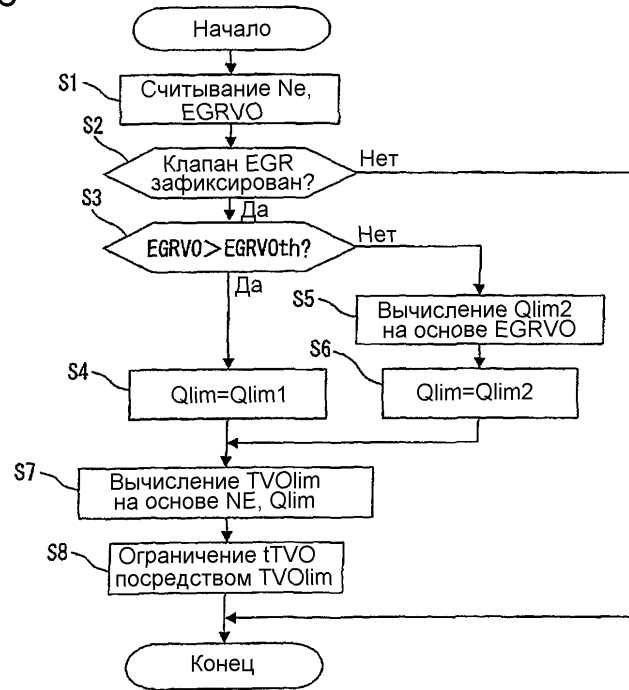 Начало
S1
Считывание Ne,
EGRVO
S2
Клапан EGR
зафиксирован?
Нет
Да
S3
EGRVO>EGRVOth?
Нет
Да
S5
Вычисление Qlim2
на основе EGRVO
S4
Qlim=Qlim1
S6
Qlim=Qlim2
S7
Вычисление TVOlim
на основе NE, Qlim
S8
Ограничение tTVO
посредством TVOlim
Конец